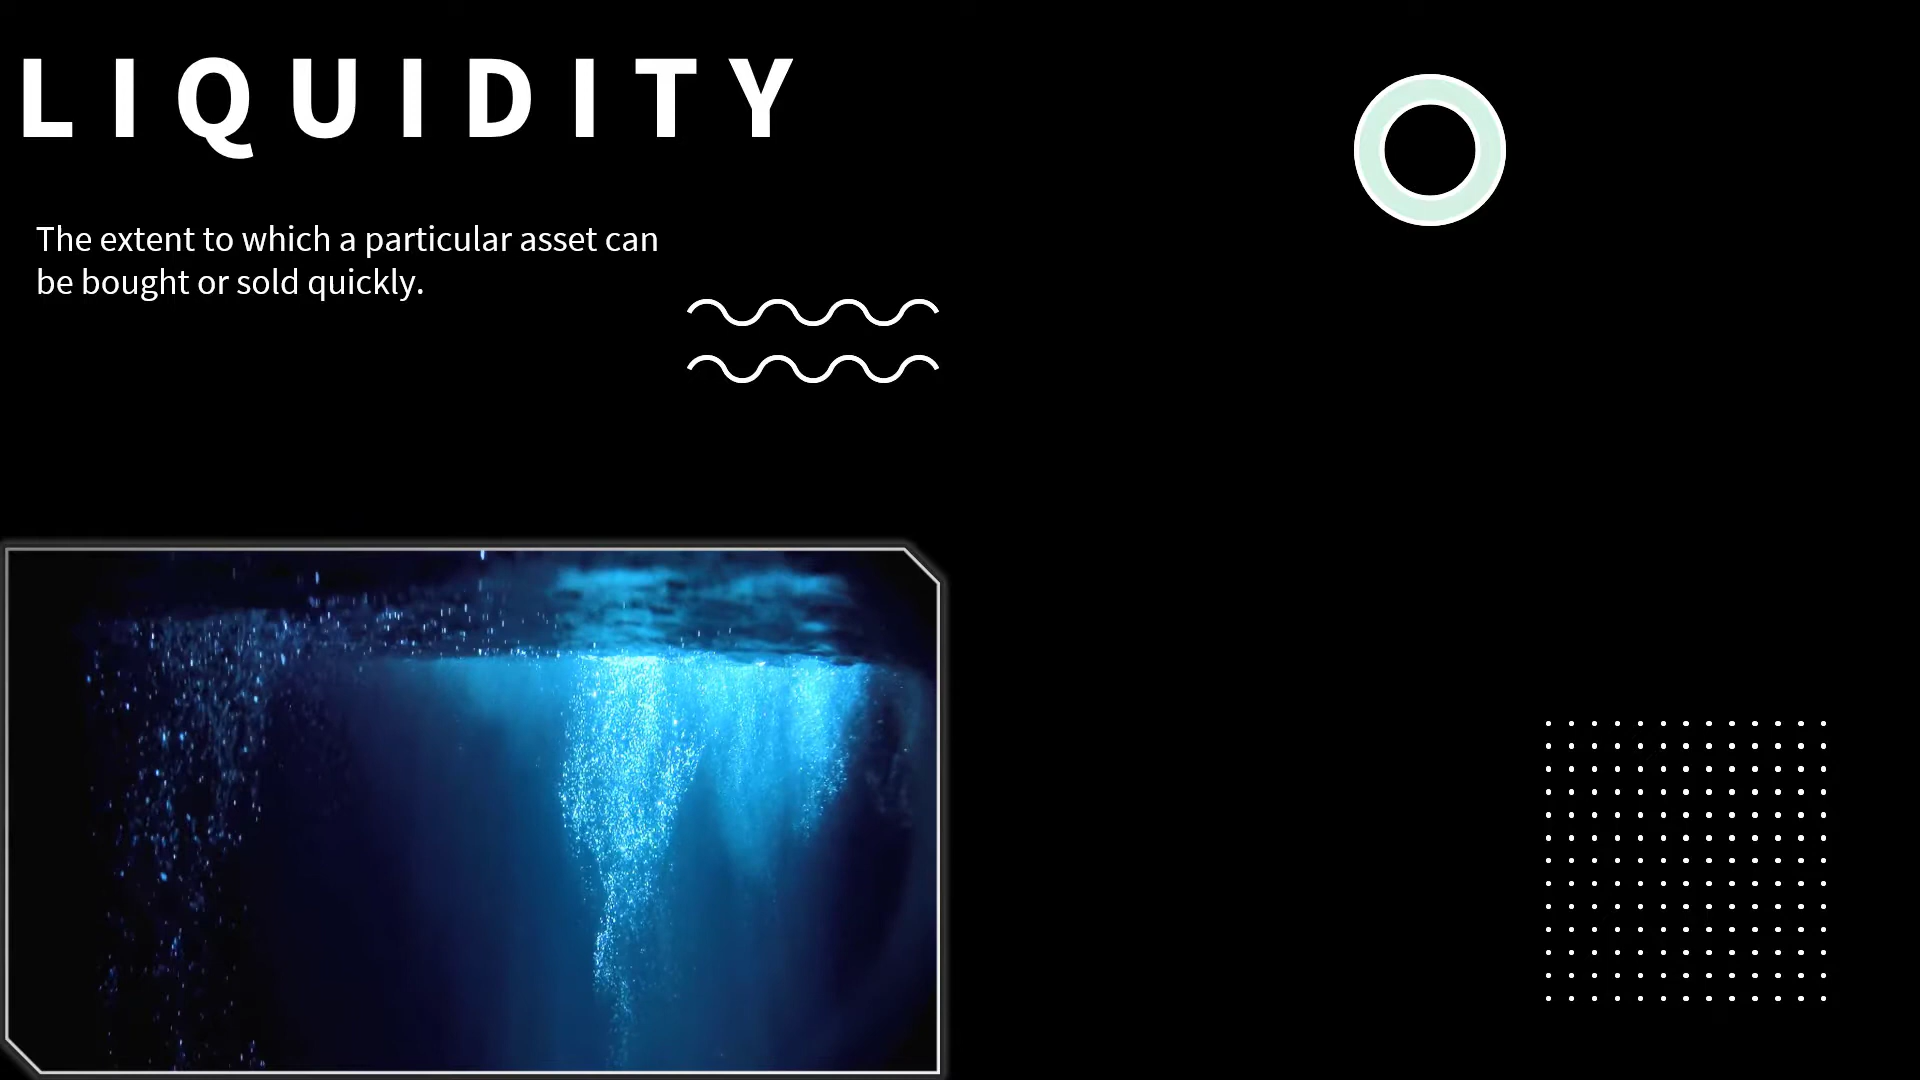 LIQUIDITY
The extent to which a particular asset can
be bought or sold quickly.